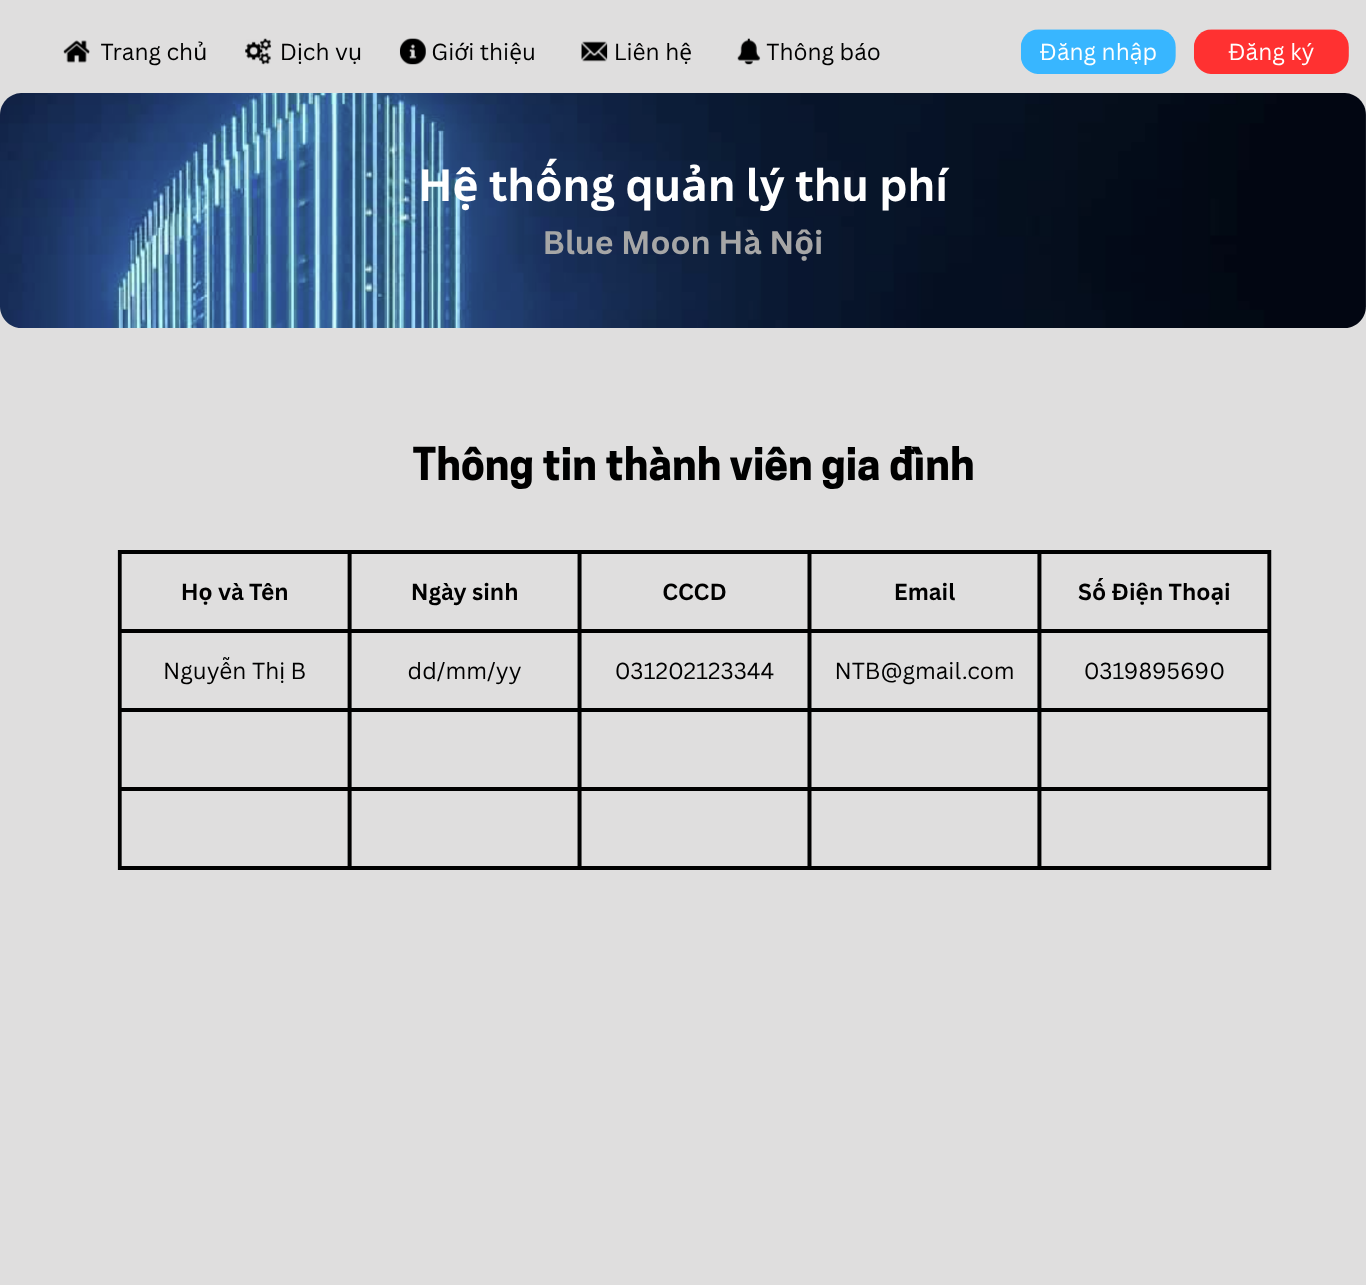 Trang chủ Dịch vụ Giới thiệu Liên hệ Thông báo Đăng nhập Đăng ký
Hệ thống quản lý thu phí
Blue Moon Hà Nội
Thông tin thành viên gia đình
Họ và Tên Ngày sinh CCCD Email Số Điện Thoại
Nguyễn Thị B dd/mm/yy 031202123344 NTB@gmail.com 0319895690